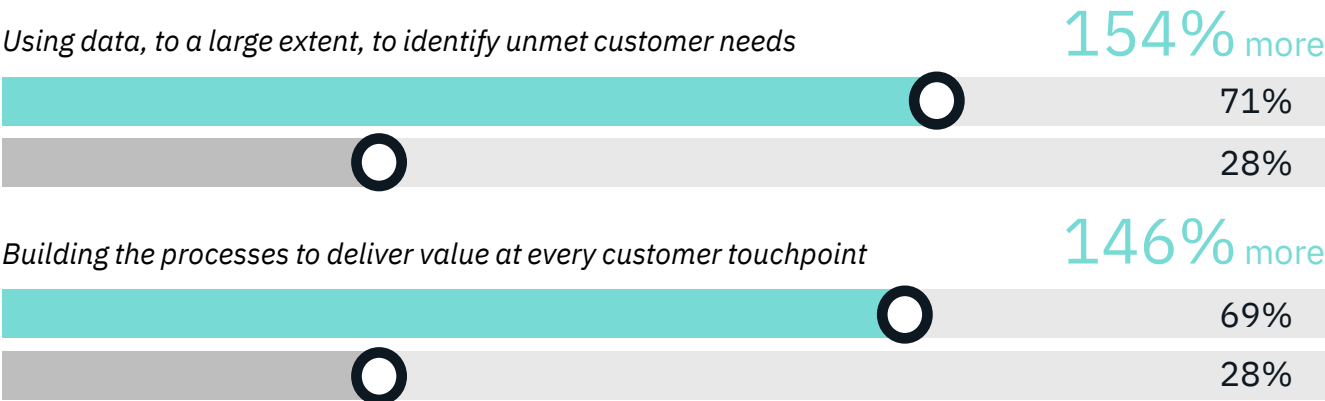 Using data, to a large extent, to identify unmet customer needs
154% more
71%
28%
Building the processes to deliver value at every customer touchpoint
146% more
69%
28%